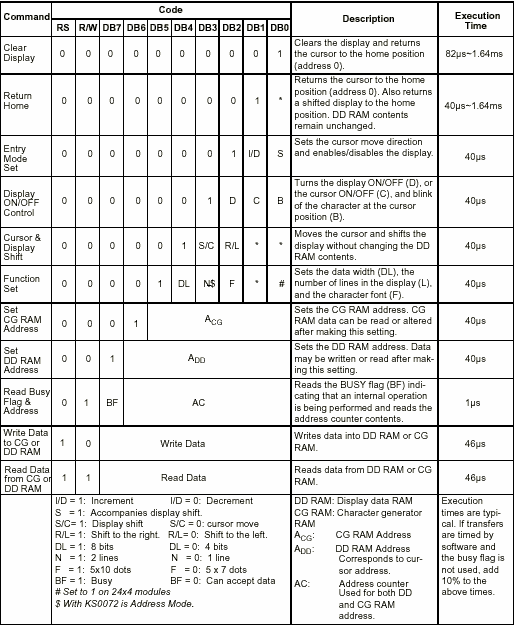 Command Code Description Execution Time
RS R/W DB7 DB6 DB5 DB4 DB3 DB2 DB1 DB0
Clear Display 0 0 0 0 0 0 0 0 0 1 Clears the display and returns the cursor to the home position (address 0). 82µs~1.64ms
Return Home 0 0 0 0 0 0 0 0 1 * Returns the cursor to the home position (address 0). Also returns a shifted display to the home position. DD RAM contents remain unchanged. 40µs~1.64ms
Entry Mode Set 0 0 0 0 0 0 0 1 I/D S Sets the cursor move direction and enables/disables the display. 40µs
Display ON/OFF Control 0 0 0 0 0 0 1 D C B Turns the display ON/OFF (D), or the cursor ON/OFF (C), and blink of the character at the cursor position (B). 40µs
Cursor & Display Shift 0 0 0 0 0 1 S/C R/L * * Moves the cursor and shifts the display without changing the DD RAM contents. 40µs
Function Set 0 0 0 0 1 DL N$ F * # Sets the data width (DL), the number of lines in the display (L), and the character font (F). 40µs
Set CG RAM Address 0 0 0 1 ACG Sets the CG RAM address. CG RAM data can be read or altered after making this setting. 40µs
Set DD RAM Address 0 0 1 ADD Sets the DD RAM address. Data may be written or read after mak-ing this setting. 40µs
Read Busy Flag & Address 0 1 BF AC Reads the BUSY flag (BF) indi-cating that an internal operation is being performed and reads the address counter contents. 1µs
Write Data to CG or DD RAM 1 0 Write Data Writes data into DD RAM or CG RAM. 46µs
Read Data from CG or DD RAM 1 1 Read Data Reads data from DD RAM or CG RAM. 46µs
I/D = 1: Increment I/D = 0: Decrement
S = 1: Accompanies display shift.
S/C= 1: Display shift S/C = 0: cursor move
R/L= 1: Shift to the right. R/L= 0: Shift to the left.
DL = 1: 8 bits DL = 0: 4 bits
N = 1: 2 lines N = 0: 1 line
F = 1: 5x10 dots F = 0: 5 x 7 dots
BF = 1: Busy BF = 0: Can accept data
# Set to 1 on 24x4 modules
$ With KS0072 is Address Mode.
DD RAM: Display data RAM
CG RAM: Character generator
RAM
ACG: CG RAM Address
ADD: DD RAM Address
Corresponds to cur-
sor address.
AC: Address counter
Used for both DD
and CG RAM
address.
Execution
times are typi-
cal. If transfers
are timed by
software and
the busy flag is
not used, add
10% to the
above times.